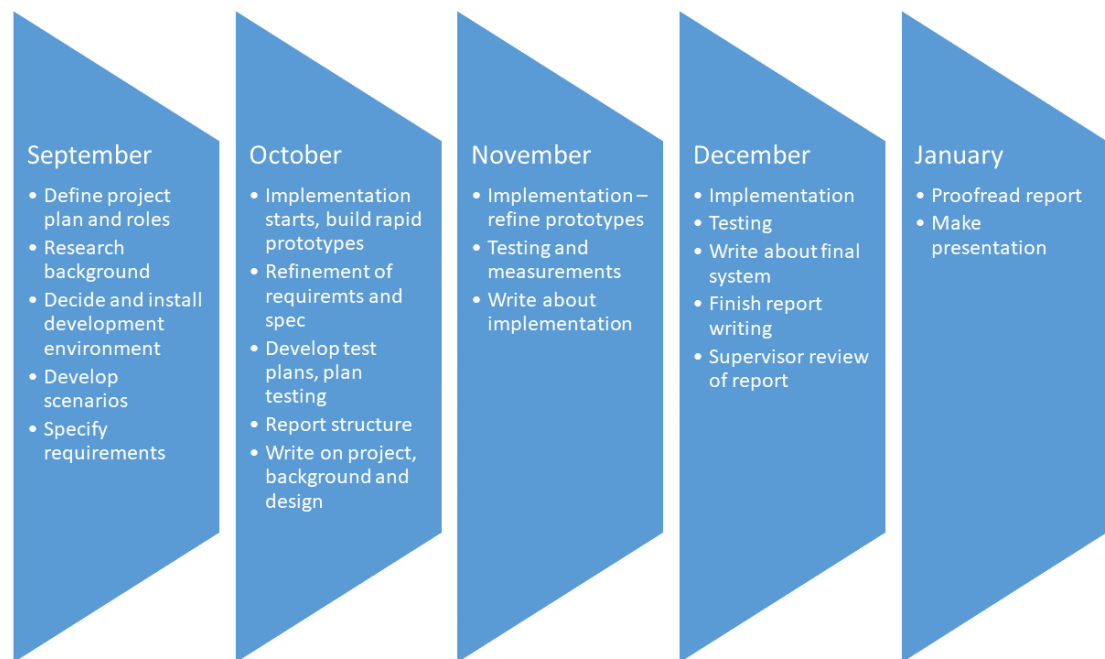 September
• Define project
plan and roles
• Research
background
• Decide and install
development
environment
• Develop
scenarios
• Specify
requirements
October
• Implementation
starts, build rapid
prototypes
• Refinement of
requiremts and
spec
• Develop test
plans, plan
testing
• Report structure
• Write on project,
background and
design
November
• Implementation –
refine prototypes
• Testing and
measurements
• Write about
implementation
December
• Implementation
• Testing
• Write about final
system
• Finish report
writing
• Supervisor review
of report
January
• Proofread report
• Make
presentation